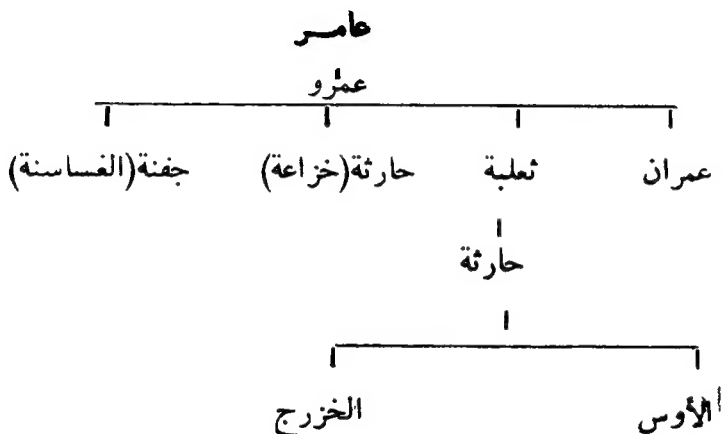 عامر
عمرو
عمران ثعلبة حارثة(خزاعة) جفنة(الغساسنة)
حارثة
الأوس الخزرج